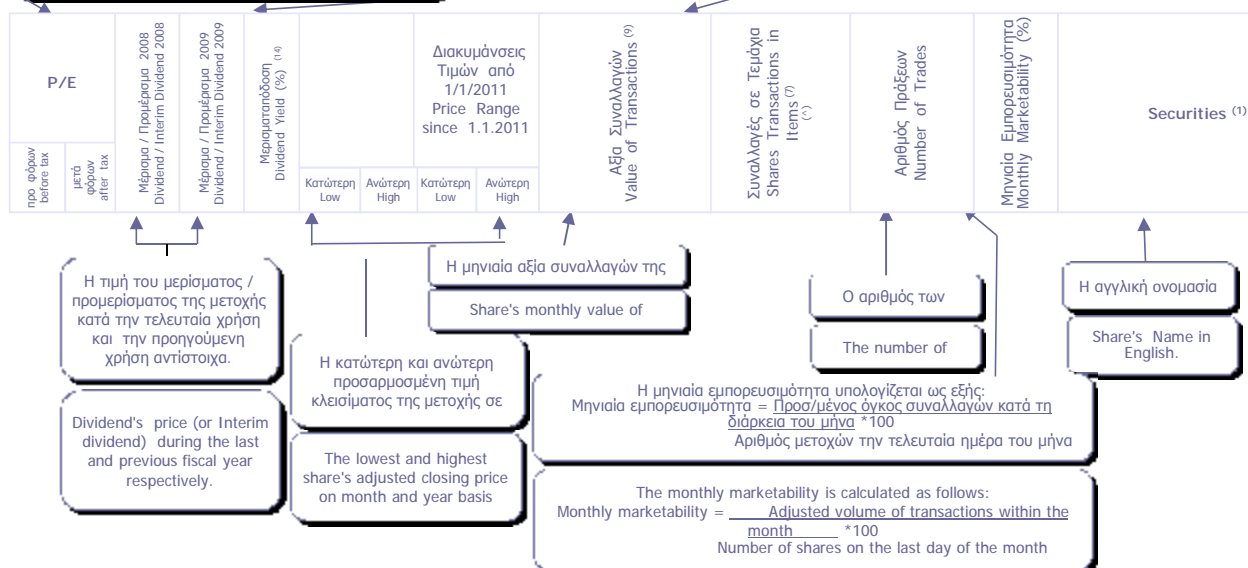 P/E
προ φόρων
before tax
μετά
φόρων
after tax
Μέρισμα / Προμέρισμα 2008
Dividend / Interim Dividend 2008
Μέρισμα / Προμέρισμα 2009
Dividend / Interim Dividend 2009
Μερισματαπόδοση (14)
Dividend Yield (%)
Διακυμάνσεις
Τιμών από
1/1/2011
Price Range
since 1.1.2011
Κατώτερη
Low
Ανώτερη
High
Κατώτερη
Low
Ανώτερη
High
Αξία Συναλλαγών
Value of Transactions (9)
Συναλλαγές σε Τεμάχια
Shares Transactions in
Items (7)
(^)
Αριθμός Πράξεων
Number of Trades
Μηνιαία Εμπορευσιμότητα
Monthly Marketability (%)
Securities (1)
Η τιμή του μερίσματος /
προμερίσματος της μετοχής
κατά την τελευταία χρήση
και την προηγούμενη
χρήση αντίστοιχα.
Dividend's price (or Interim
dividend) during the last
and previous fiscal year
respectively.
Η κατώτερη και ανώτερη
προσαρμοσμένη τιμή
κλεισίματος της μετοχής σε
The lowest and highest
share's adjusted closing price
on month and year basis
Η μηνιαία αξία συναλλαγών της
Share's monthly value of
Ο αριθμός των
The number of
Η αγγλική ονομασία
Share's Name in
English.
Η μηνιαία εμπορευσιμότητα υπολογίζεται ως εξής:
Μηνιαία εμπορευσιμότητα = Προσ/μένος όγκος συναλλαγών κατά τη
διάρκεια του μήνα *100
Αριθμός μετοχών την τελευταία ημέρα του μήνα
The monthly marketability is calculated as follows:
Monthly marketability = Adjusted volume of transactions within the
month *100
Number of shares on the last day of the month